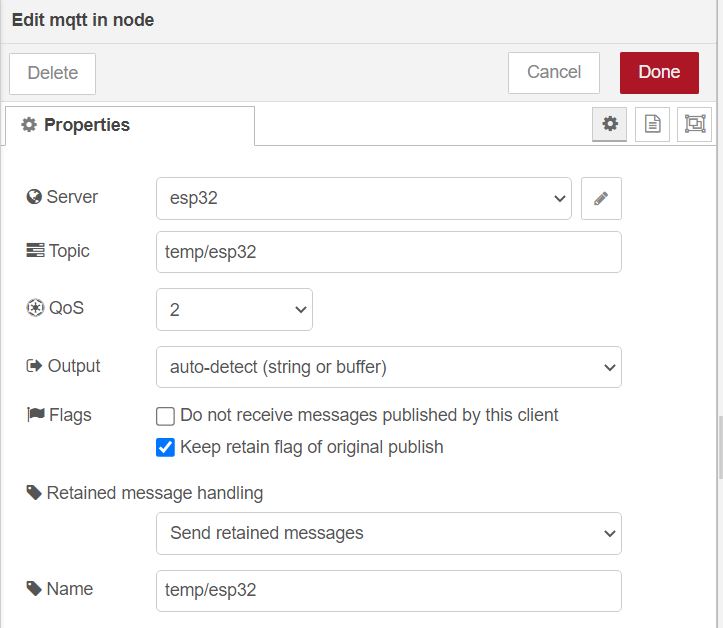 Edit mqtt in node
Delete
Cancel
Done
Properties
Server
esp32
Topic
temp/esp32
QoS
2
Output
auto-detect (string or buffer)
Flags
Do not receive messages published by this client
Keep retain flag of original publish
Retained message handling
Send retained messages
Name
temp/esp32